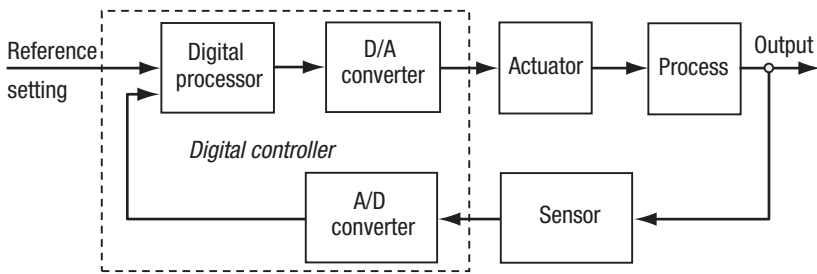 Reference
setting
Digital
processor
D/A
converter
Actuator
Process
Output
Digital controller
A/D
converter
Sensor